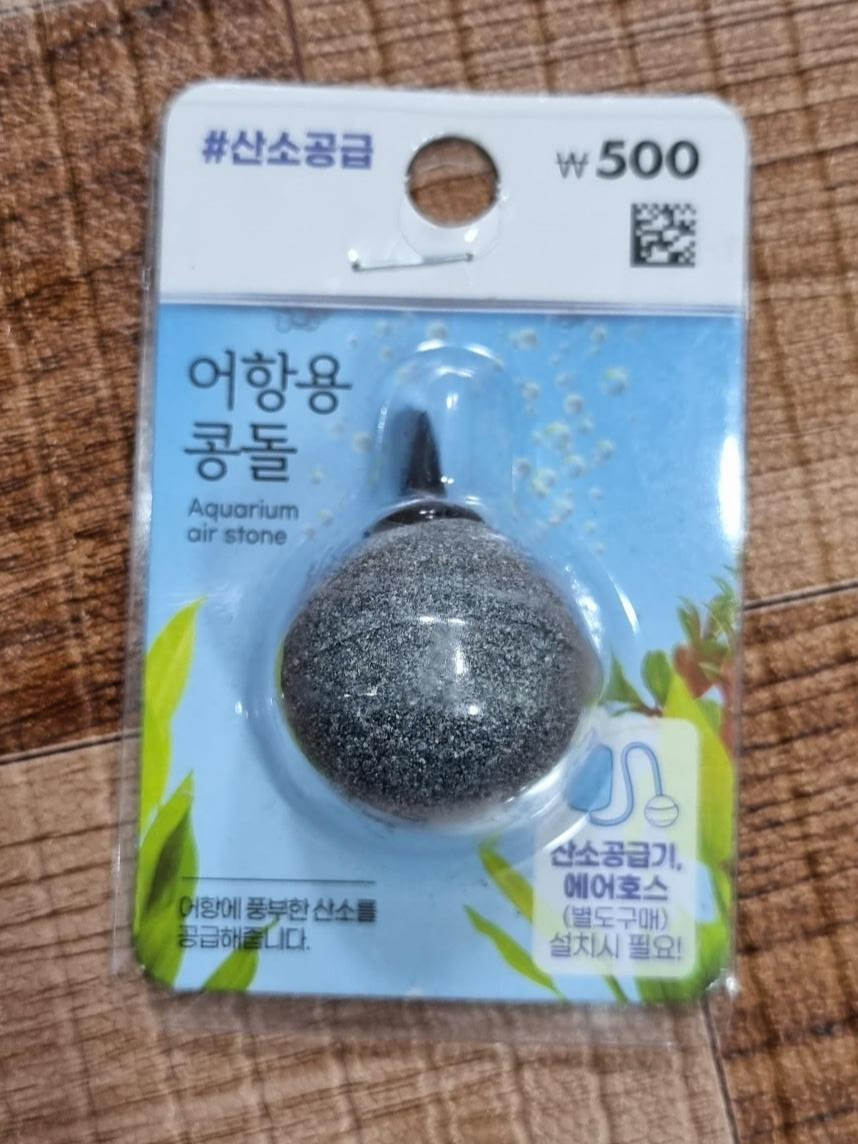 #산소공급
₩500
어항용
콩돌
Aquarium
air stone
산소공급기,
에어호스
(별도구매)
설치시 필요!
어항에 풍부한 산소를
공급해줍니다.